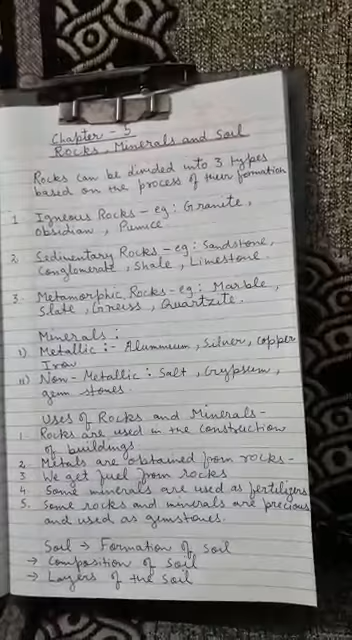 Chapter - 5
Rocks, Minerals and Soil
Rocks can be divided into 3 types
based on the process of their formation
1 Igneous Rocks - eg: Granite,
obsidian, Pumice
2 Sedimentary Rocks - eg: Sandstone,
Conglomerate, Shale, Limestone.
3. Metamorphic Rocks - eg: Marble,
Slate, Gneiss, Quartzite.
Minerals:
i) Metallic :- Alumineum, Silver, Copper
Iron
ii) Non-Metallic: Salt, Grypsum,
gem stones.
Uses of Rocks and Minerals -
1. Rocks are used in the construction
of buildings
2. Metals are obtained from rocks -
3 We get fuel from rocks
4. Some minerals are used as fertilizers
5. Some rocks and minerals are precious
and used as gemstones.
Soil → Formation of soil
→ Composition of soil
→ Layers of the soil